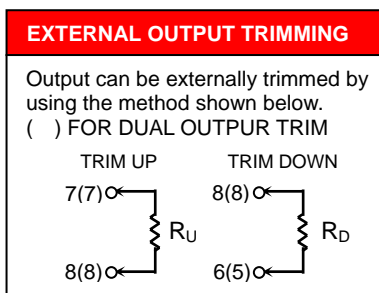 EXTERNAL OUTPUT TRIMMING
Output can be externally trimmed by
using the method shown below.
( ) FOR DUAL OUTPUR TRIM
TRIM UP TRIM DOWN
7(7) 8(8)
RU RD
8(8) 6(5)